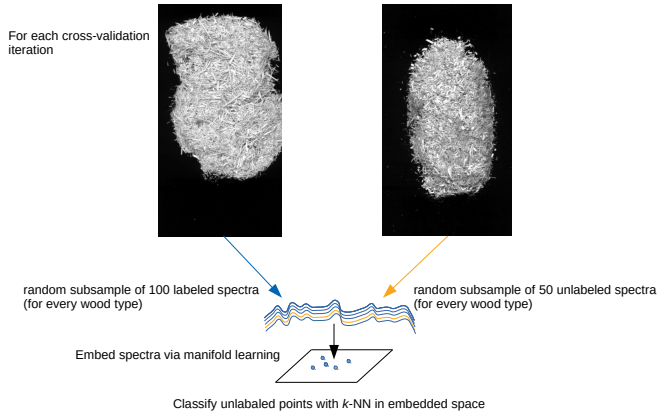 For each cross-validation
iteration
random subsample of 100 labeled spectra
(for every wood type)
random subsample of 50 unlabeled spectra
(for every wood type)
Embed spectra via manifold learning
Classify unlabaled points with k-NN in embedded space